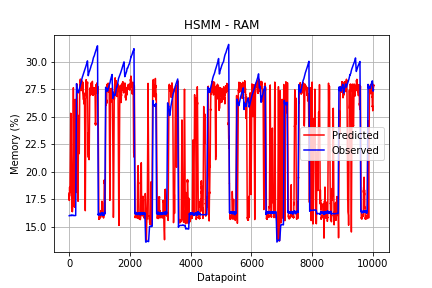 HSMM - RAM
Memory (%)
30.0
27.5
25.0
22.5
20.0
17.5
15.0
Predicted
Observed
0
2000
4000
6000
8000
10000
Datapoint